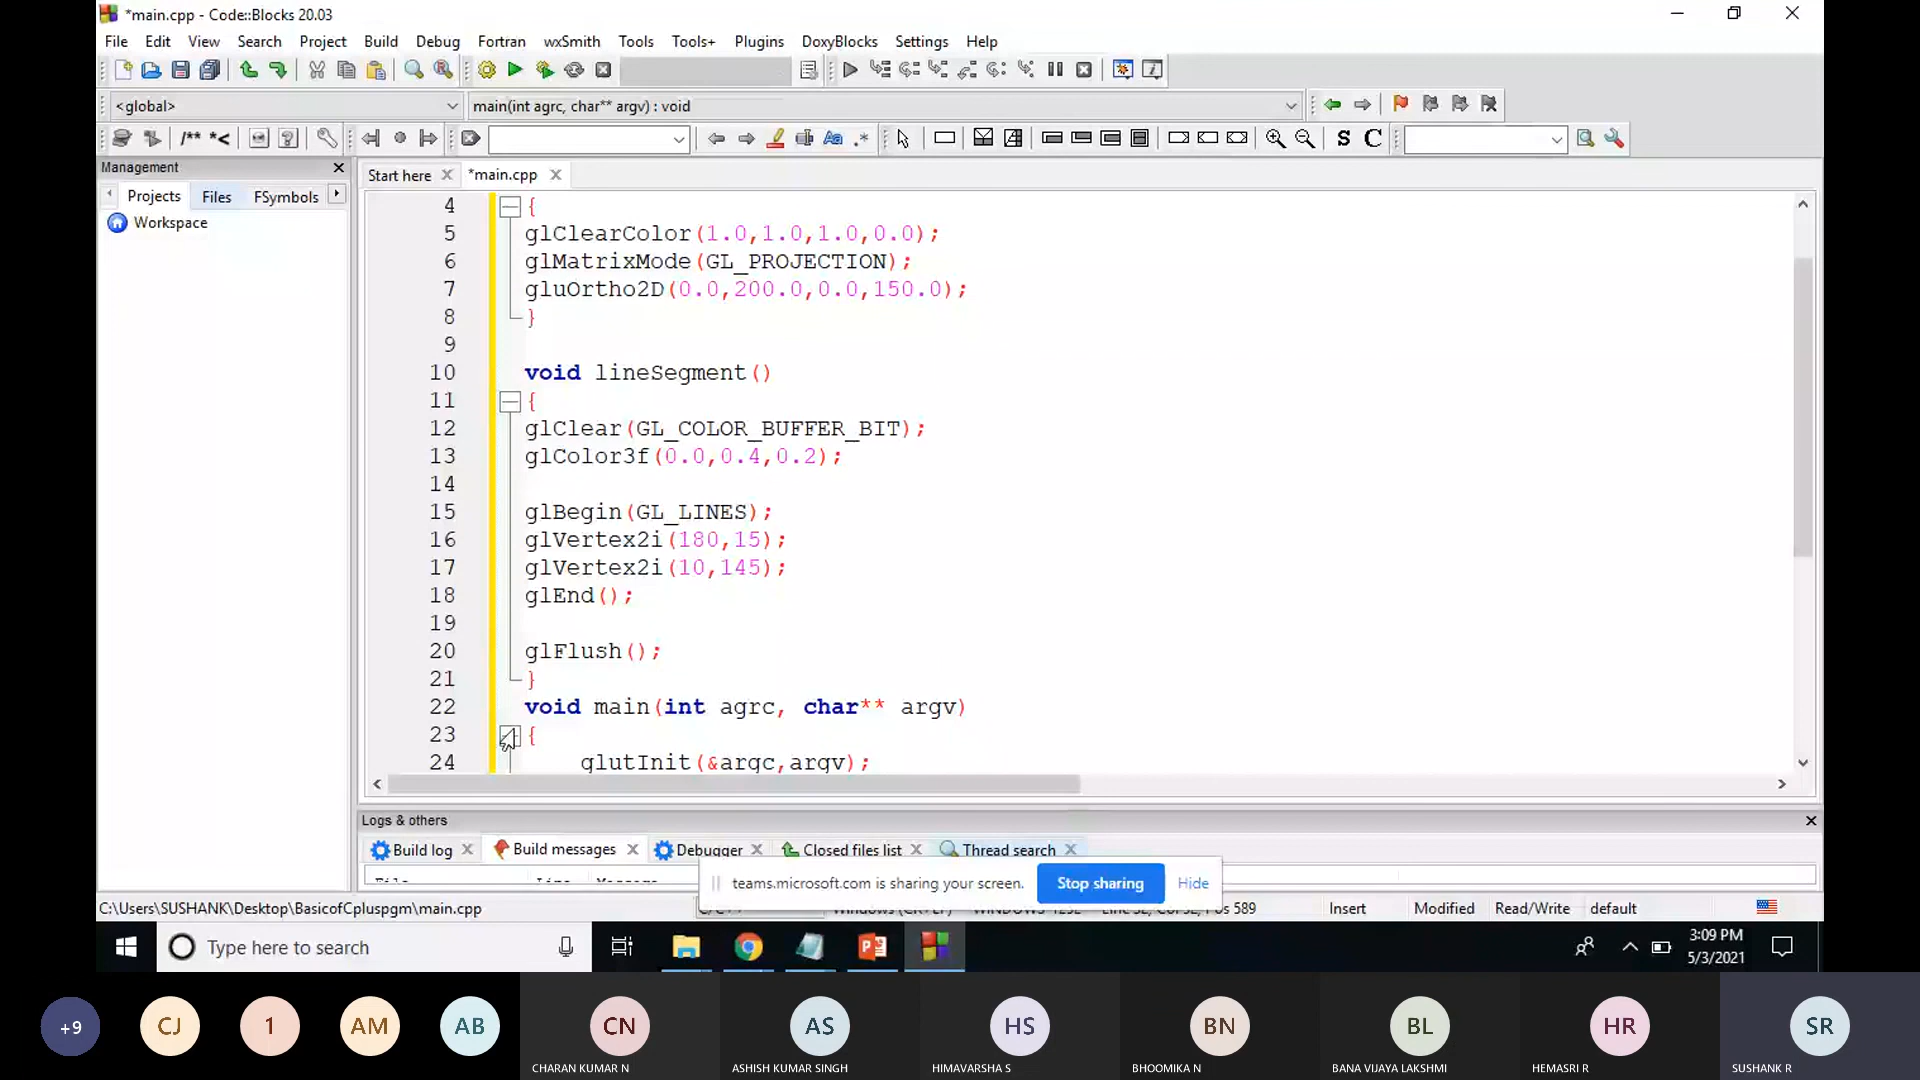 *main.cpp - Code::Blocks 20.03
File Edit View Search Project Build Debug Fortran wxSmith Tools Tools+ Plugins DoxyBlocks Settings Help
<global> main(int agrc, char** argv) : void
/** *< Aa .* S C
Management
Projects Files FSymbols
Workspace
Start here *main.cpp
4 {
5 glClearColor(1.0,1.0,1.0,0.0);
6 glMatrixMode(GL_PROJECTION);
7 gluOrtho2D(0.0,200.0,0.0,150.0);
8 }
9
10 void lineSegment()
11 {
12 glClear(GL_COLOR_BUFFER_BIT);
13 glColor3f(0.0,0.4,0.2);
14
15 glBegin(GL_LINES);
16 glVertex2i(180,15);
17 glVertex2i(10,145);
18 glEnd();
19
20 glFlush();
21 }
22 void main(int agrc, char** argv)
23 {
24 glutInit(&argc,argv);
Logs & others
Build log Build messages Debugger Closed files list Thread search
teams.microsoft.com is sharing your screen. Stop sharing Hide
C:\Users\SUSHANK\Desktop\BasicofCpluspgm\main.cpp Pos 589 Insert Modified Read/Write default
Type here to search
3:09 PM
5/3/2021
+9 CJ 1 AM AB CN AS HS BN BL HR SR
CHARAN KUMAR N ASHISH KUMAR SINGH HIMAVARSHA S BHOOMIKA N BANA VIJAYA LAKSHMI HEMASRI R SUSHANK R